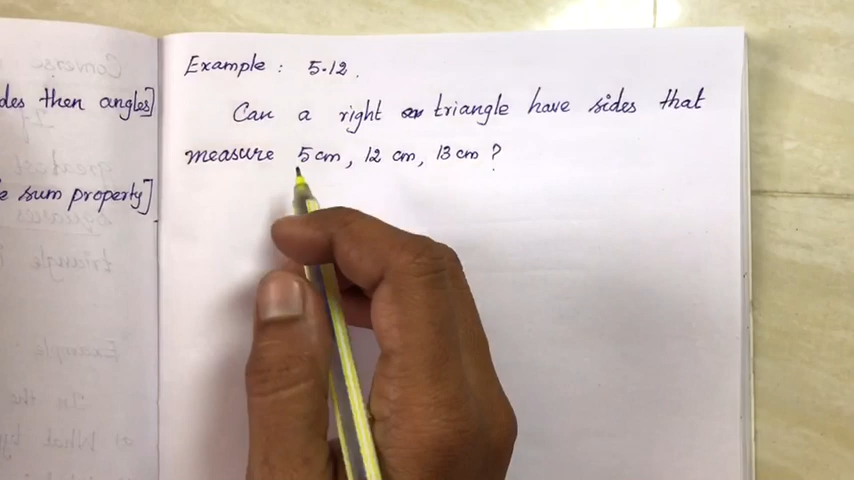 des then angles]
e sum property]
Example : 5.12.
Can a right triangle have sides that
measure 5 cm, 12 cm, 13 cm ?